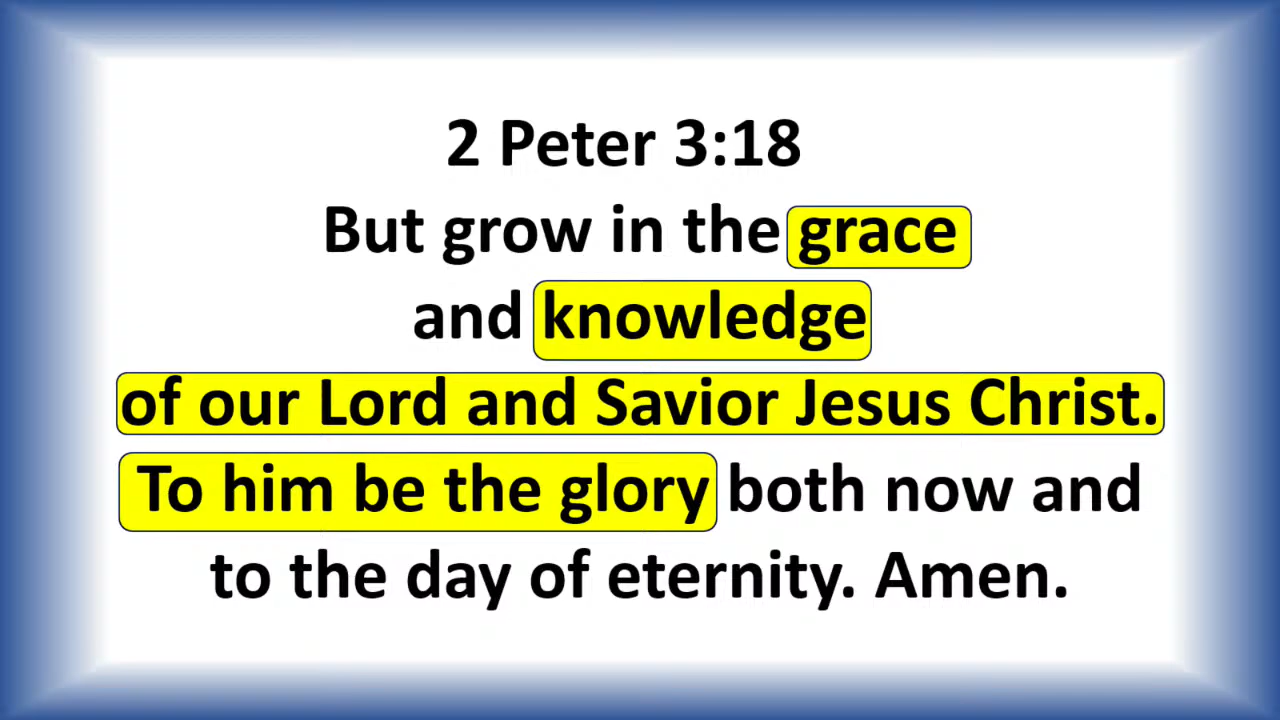 2 Peter 3:18
But grow in the grace
and knowledge
of our Lord and Savior Jesus Christ.
To him be the glory both now and
to the day of eternity. Amen.